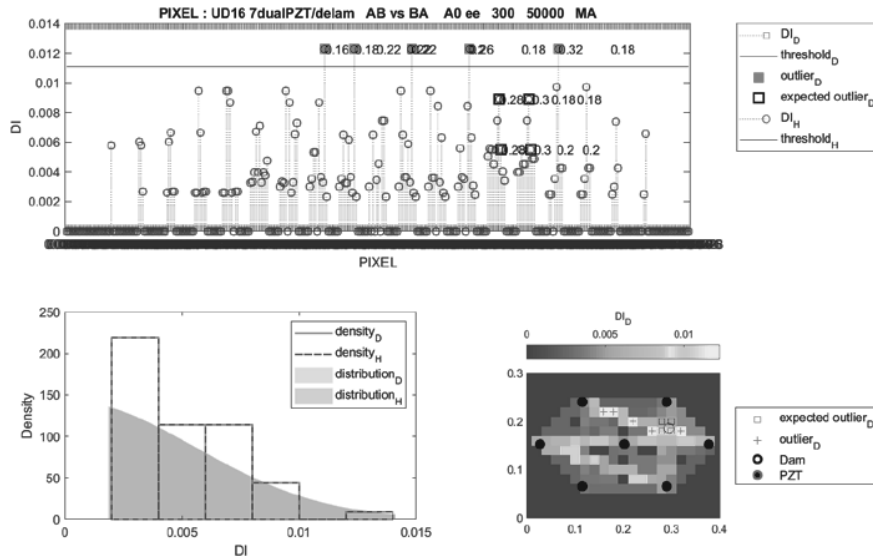 PIXEL : UD16 7dualPZT/delam AB vs BA A0 ee 300 50000 MA
0.014
0.012
0.01
0.008
0.006
0.004
0.002
0
DI
0.16 0.18 0.22 0.22 0.26 0.18 0.32 0.18
0.28 0.3 0.18 0.18
0.28 0.3 0.2 0.2
PIXEL
DI_D
threshold_D
outlier_D
expected outlier_D
DI_H
threshold_H
250
200
150
100
50
0
Density
0 0.005 0.01 0.015
DI
density_D
density_H
distribution_D
distribution_H
DI_D
0 0.005 0.01
0.3
0.2
0.1
0
0 0.1 0.2 0.3 0.4
expected outlier_D
outlier_D
Dam
PZT